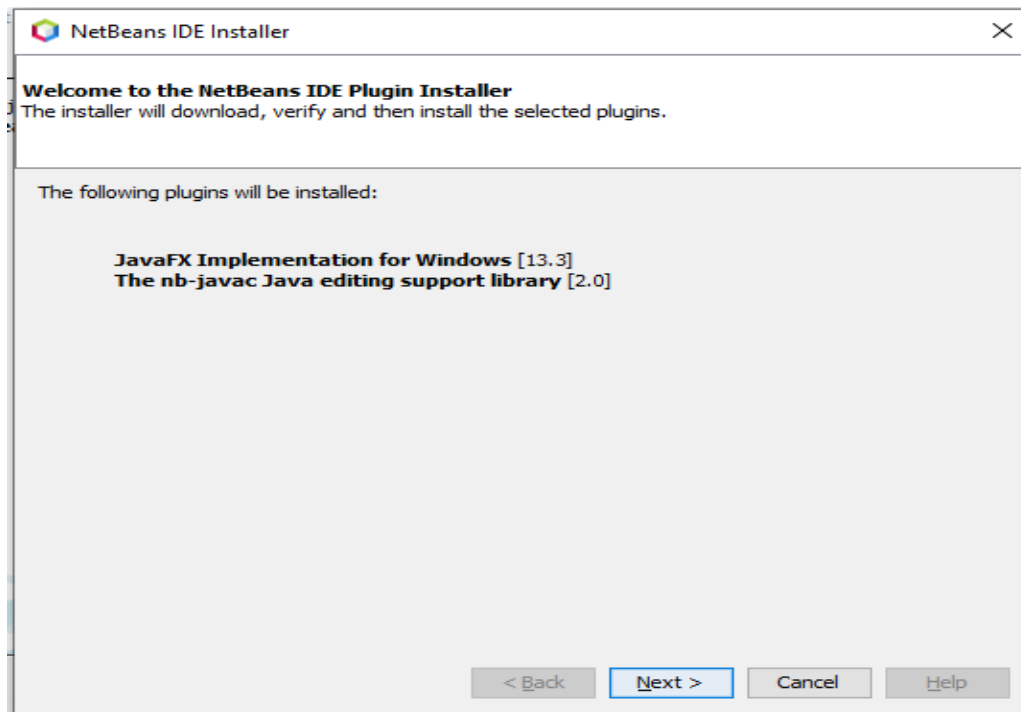 NetBeans IDE Installer
Welcome to the NetBeans IDE Plugin Installer
The installer will download, verify and then install the selected plugins.
The following plugins will be installed:
JavaFX Implementation for Windows [13.3]
The nb-javac Java editing support library [2.0]
< Back
Next >
Cancel
Help